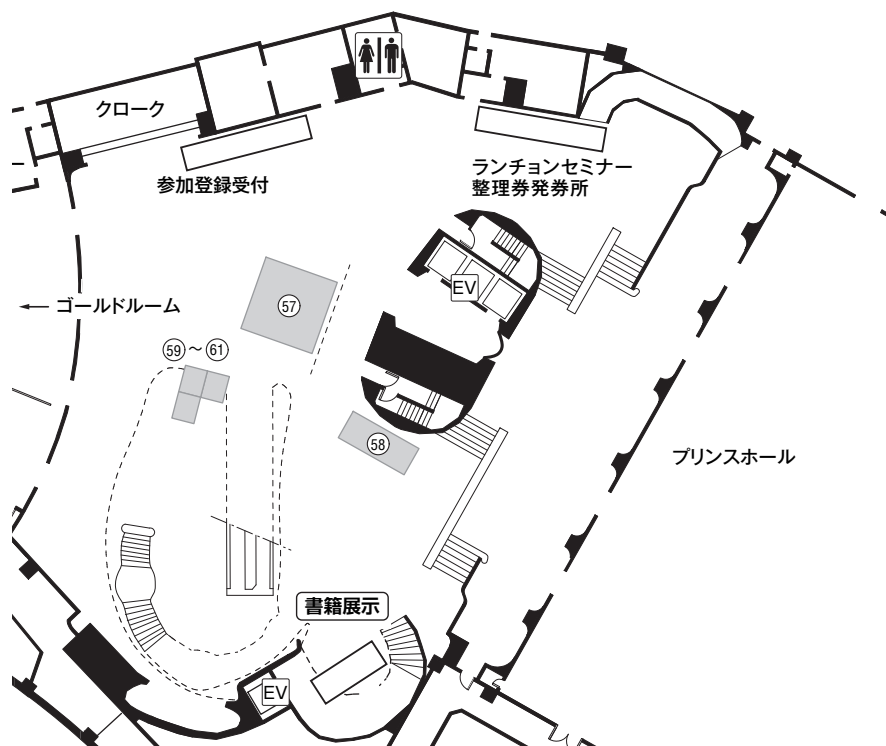 クローク
参加登録受付
ランチョンセミナー
整理券発券所
EV
57
← ゴールドルーム
59～61
58
プリンスホール
書籍展示
EV